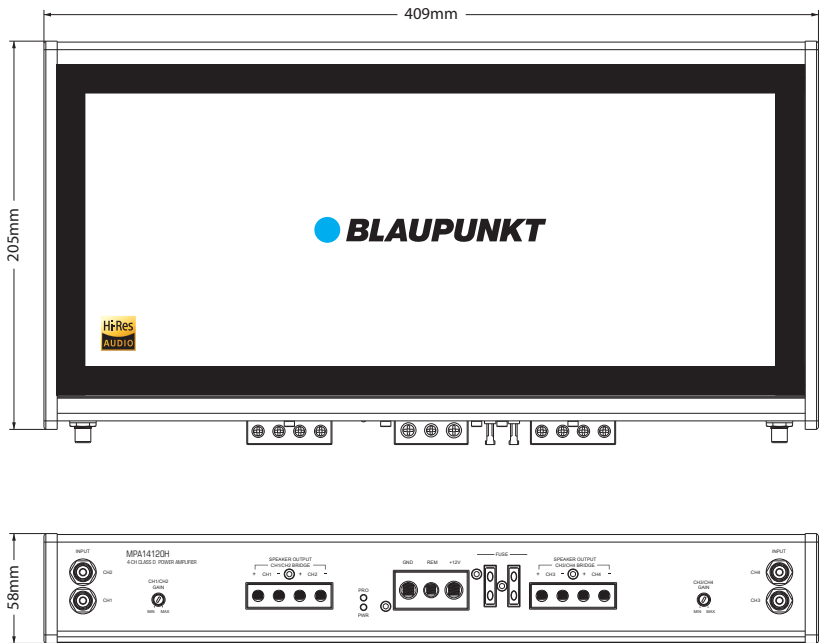 409mm
205mm
BLAUPUNKT
Hi-Res
AUDIO
58mm
INPUT
CH2
CH1
MPA14120H
4-CH CLASS D POWER AMPLIFIER
CH1/CH2
GAIN
MIN MAX
SPEAKER OUTPUT
CH1/CH2 BRIDGE
+ CH1 - + CH2 -
PRO
PWR
GND REM +12V
FUSE
SPEAKER OUTPUT
CH3/CH4 BRIDGE
+ CH3 - + CH4 -
CH3/CH4
GAIN
MIN MAX
INPUT
CH4
CH3